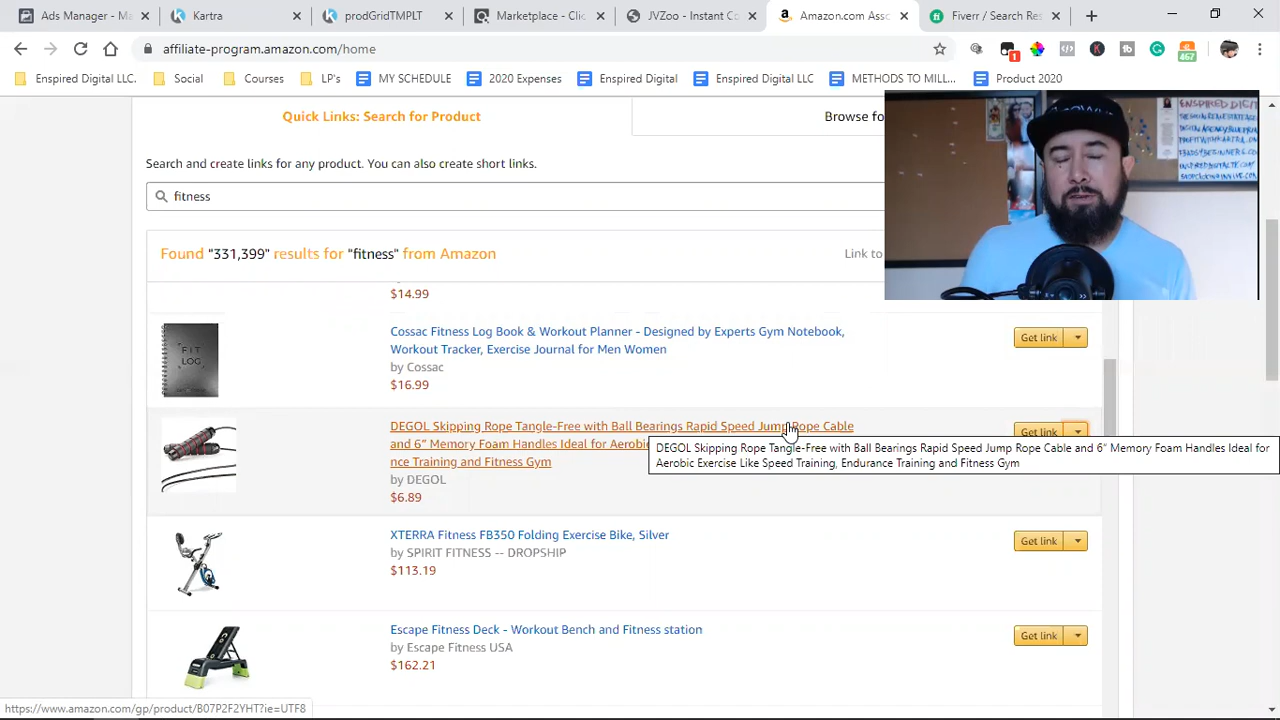 Ads Manager - Ma
Kartra
prodGridTMPLT
Marketplace - Clic
JVZoo - Instant Co
Amazon.com Asso
Fiverr / Search Res
affiliate-program.amazon.com/home
1
467
Enspired Digital LLC.
Social
Courses
LP's
MY SCHEDULE
2020 Expenses
Enspired Digital
Enspired Digital LLC
METHODS TO MILL...
Product 2020
Quick Links: Search for Product
Browse fo
Search and create links for any product. You can also create short links.
fitness
Found "331,399" results for "fitness" from Amazon
Link to
$14.99
Cossac Fitness Log Book & Workout Planner - Designed by Experts Gym Notebook,
Workout Tracker, Exercise Journal for Men Women
by Cossac
$16.99
Get link
FIT
LOG
DEGOL Skipping Rope Tangle-Free with Ball Bearings Rapid Speed Jump Rope Cable
and 6" Memory Foam Handles Ideal for Aerobic
nce Training and Fitness Gym
by DEGOL
$6.89
Get link
DEGOL Skipping Rope Tangle-Free with Ball Bearings Rapid Speed Jump Rope Cable and 6" Memory Foam Handles Ideal for
Aerobic Exercise Like Speed Training, Endurance Training and Fitness Gym
XTERRA Fitness FB350 Folding Exercise Bike, Silver
by SPIRIT FITNESS -- DROPSHIP
$113.19
Get link
Escape Fitness Deck - Workout Bench and Fitness station
by Escape Fitness USA
$162.21
Get link
https://www.amazon.com/gp/product/B07P2F2YHT?ie=UTF8